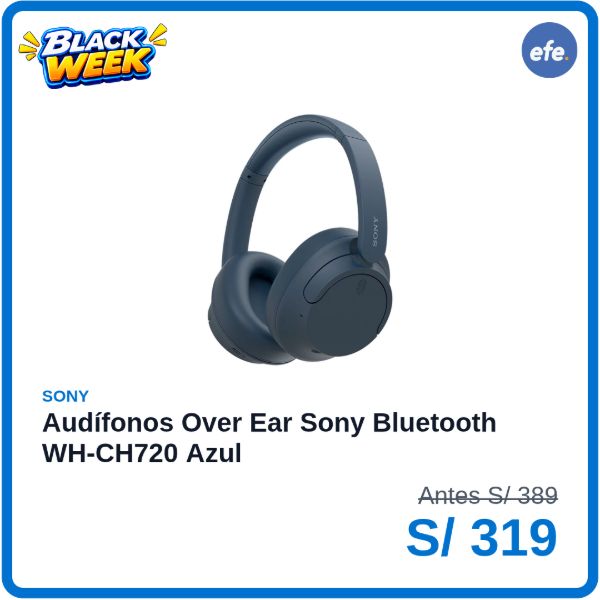 BLACK
WEEK
efe.
SONY
SONY
Audífonos Over Ear Sony Bluetooth
WH-CH720 Azul
Antes S/ 389
S/ 319